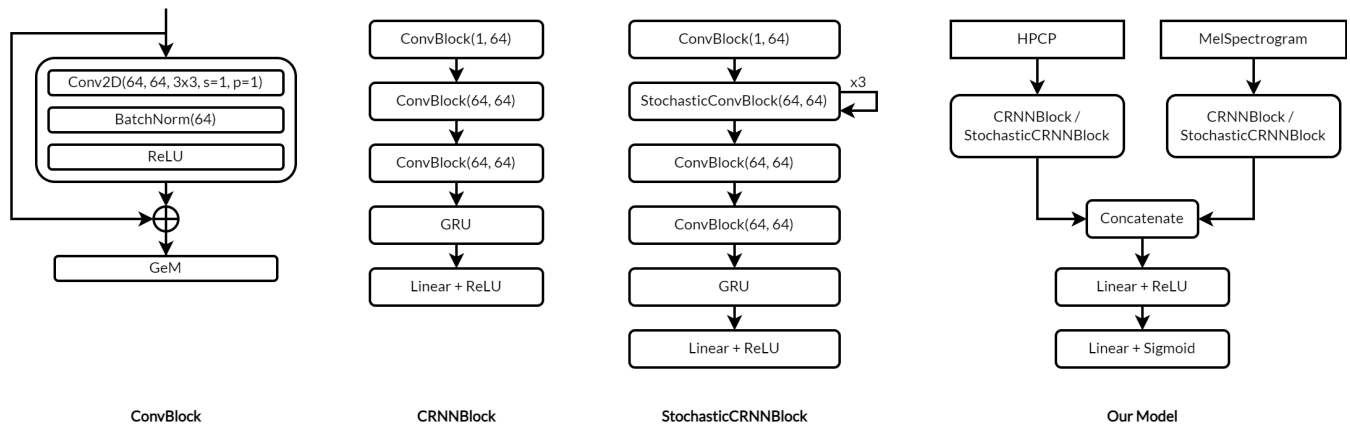 Conv2D(64, 64, 3x3, s=1, p=1)
BatchNorm(64)
ReLU
GeM
ConvBlock
ConvBlock(1, 64)
ConvBlock(64, 64)
ConvBlock(64, 64)
GRU
Linear + ReLU
CRNNBlock
ConvBlock(1, 64)
x3
StochasticConvBlock(64, 64)
ConvBlock(64, 64)
ConvBlock(64, 64)
GRU
Linear + ReLU
StochasticCRNNBlock
HPCP
MelSpectrogram
CRNNBlock /
StochasticCRNNBlock
CRNNBlock /
StochasticCRNNBlock
Concatenate
Linear + ReLU
Linear + Sigmoid
Our Model